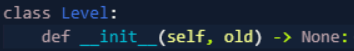 class Level:
    def __init__(self, old) -> None: